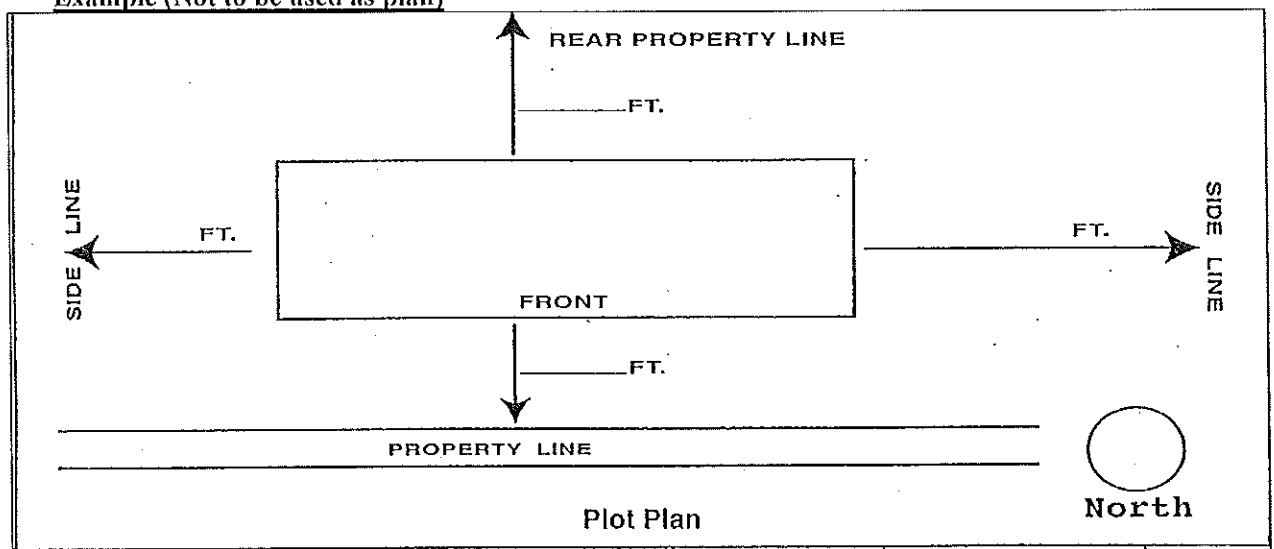 Example (Not to be used as plan)
REAR PROPERTY LINE
FT.
SIDE LINE
FT.
FT.
SIDE LINE
FRONT
FT.
PROPERTY LINE
North
Plot Plan